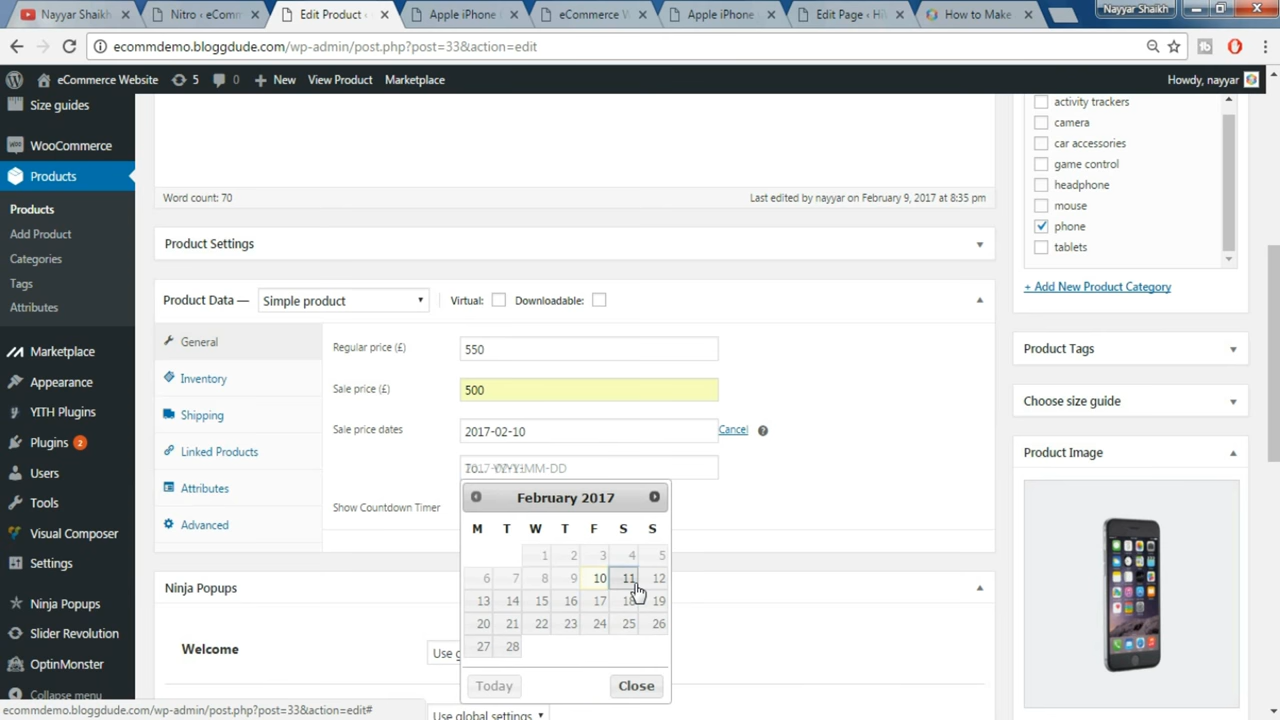 Nayyar Shaikh
Nitro ‹ eComm
Edit Product ‹
Apple iPhone
eCommerce W
Apple iPhone
Edit Page ‹ Hi
How to Make
Nayyar Shaikh
ecommdemo.bloggdude.com/wp-admin/post.php?post=33&action=edit
eCommerce Website
5
0
New
View Product
Marketplace
Howdy, nayyar
Size guides
WooCommerce
Products
Products
Add Product
Categories
Tags
Attributes
Marketplace
Appearance
YITH Plugins
Plugins 2
Users
Tools
Visual Composer
Settings
Ninja Popups
Slider Revolution
OptinMonster
Collapse menu
ecommdemo.bloggdude.com/wp-admin/post.php?post=33&action=edit#
Word count: 70
Last edited by nayyar on February 9, 2017 at 8:35 pm
Product Settings
Product Data —
Simple product
Virtual:
Downloadable:
General
Inventory
Shipping
Linked Products
Attributes
Advanced
Regular price (£)
550
Sale price (£)
500
Sale price dates
2017-02-10
Cancel
?
Show Countdown Timer
February 2017
M T W T F S S
1 2 3 4 5
6 7 8 9 10 11 12
13 14 15 16 17 18 19
20 21 22 23 24 25 26
27 28
Today
Close
Ninja Popups
Welcome
Use g
Use global settings
activity trackers
camera
car accessories
game control
headphone
mouse
phone
tablets
+ Add New Product Category
Product Tags
Choose size guide
Product Image